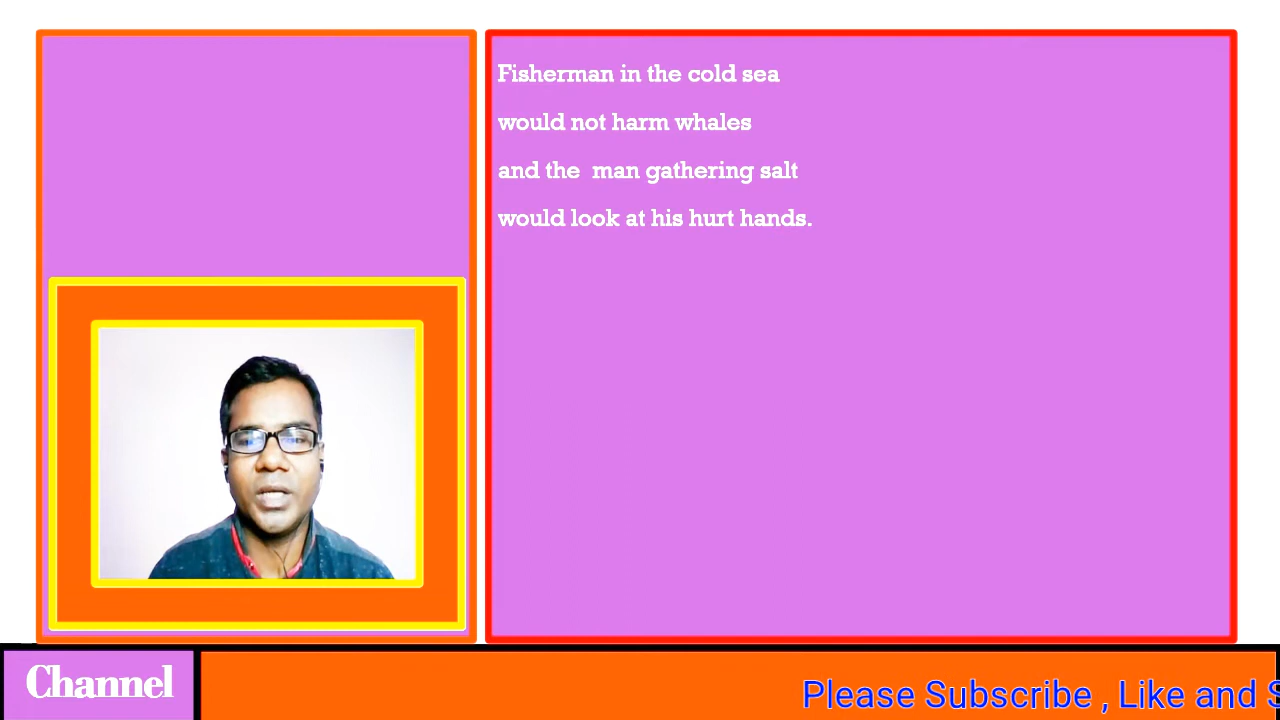 Fisherman in the cold sea
would not harm whales
and the man gathering salt
would look at his hurt hands.
Channel
Please Subscribe , Like and S